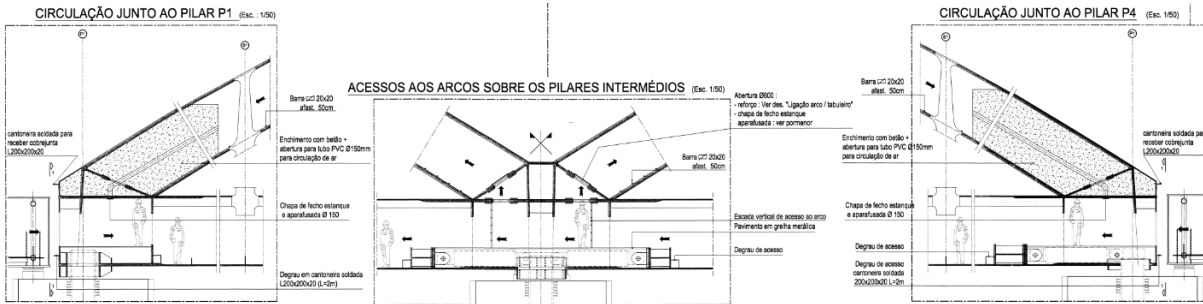 CIRCULAÇÃO JUNTO AO PILAR P1 (Esc. : 1/50)
P1
B1
Barra 20x20
afast. 50cm
cantoneira soldada para
receber cobrejunta
L200x200x20
Enchimento com betão +
abertura para tubo PVC Ø150mm
para circulação de ar
Chapa de fecho estanque
e aparafusada Ø 150
Degrau em cantoneira soldada
L200x200x20 (L=2m)
ACESSOS AOS ARCOS SOBRE OS PILARES INTERMÉDIOS (Esc. 1/50)
Abertura Ø600 :
- reforço : Ver des. "Ligação arco / tabuleiro"
- chapa de fecho estanque
aparafusada : ver pormenor
Barra 20x20
afast. 50cm
Escada vertical de acesso ao arco
Pavimento em grelha metálica
Degrau de acesso
CIRCULAÇÃO JUNTO AO PILAR P4 (Esc. 1/50)
B1
P1
Barra 20x20
afast. 50cm
Enchimento com betão +
abertura para tubo PVC Ø150mm
para circulação de ar
cantoneira soldada pa
receber cobrejunta
L200x200x20
Chapa de fecho estanque
e aparafusada Ø 150
Degrau de acesso
Degrau de acesso
cantoneira soldada
200x200x20 L=2m